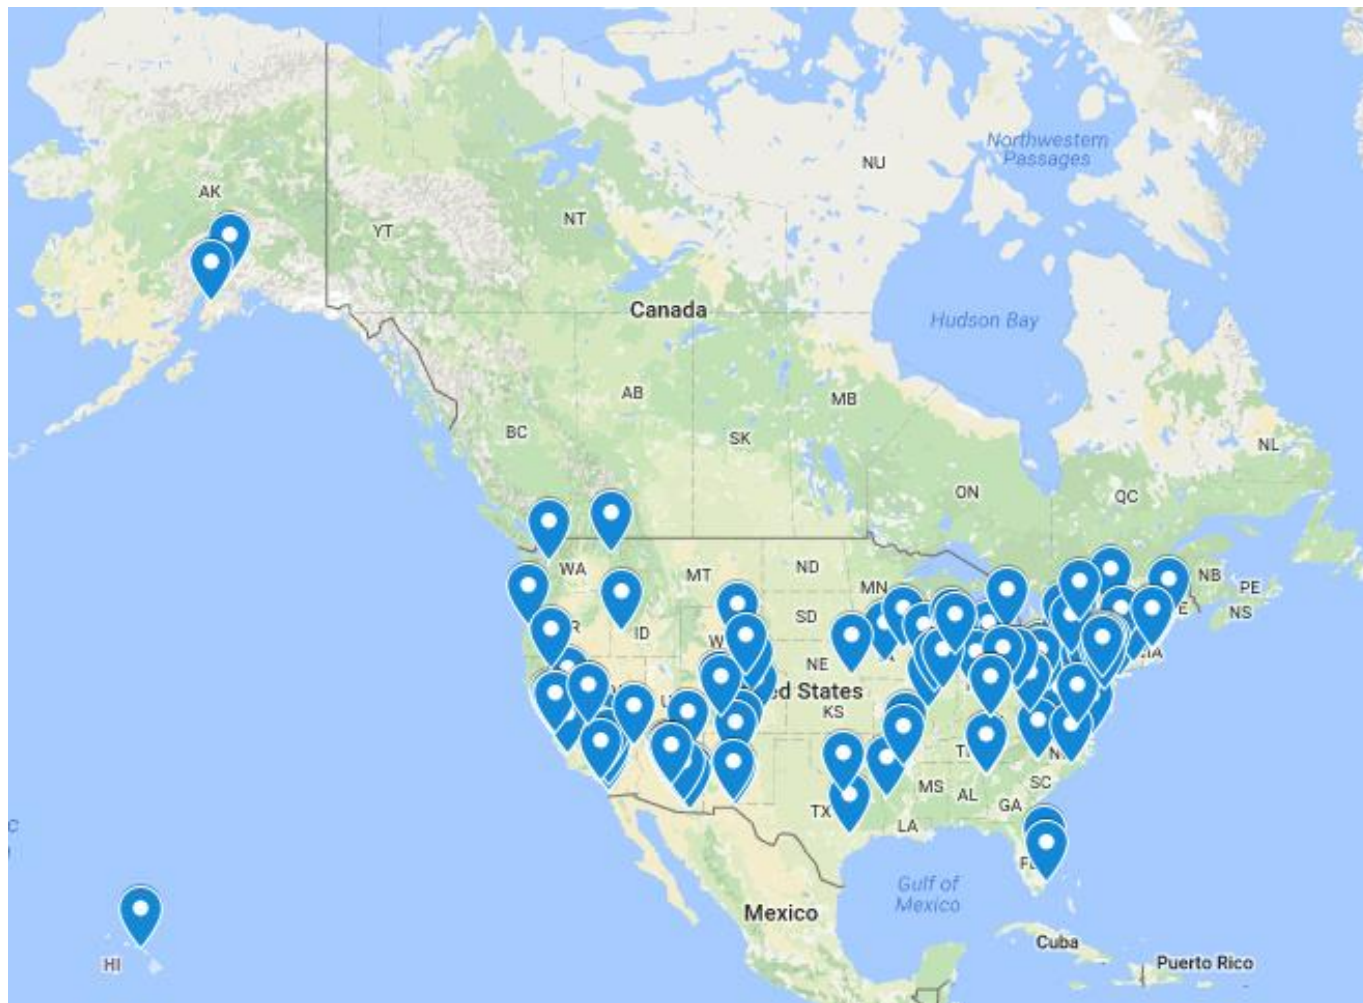 Northwestern
Passages
NU
AK
NT
YT
Canada
Hudson Bay
AB
MB
BC
SK
NL
ON
QC
WA
MT
ND
MN
NB
PE
SD
NS
ID
NE
KS
TX
MS
AL
SC
GA
LA
Gulf of
Mexico
Mexico
Cuba
HI
Puerto Rico